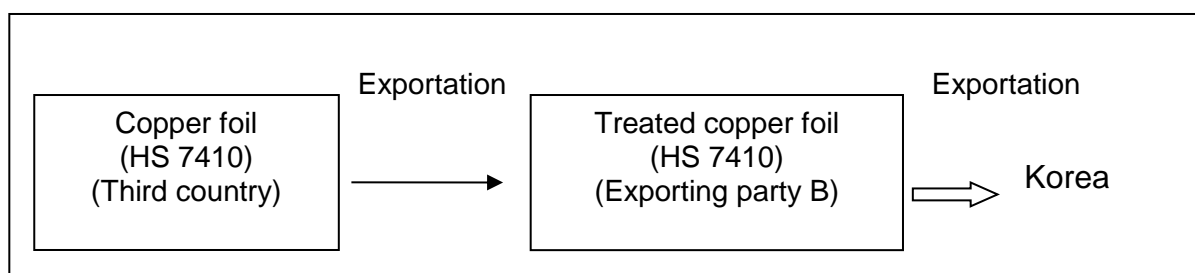 Exportation
Exportation
Copper foil
(HS 7410)
(Third country)
Treated copper foil
(HS 7410)
(Exporting party B)
Korea